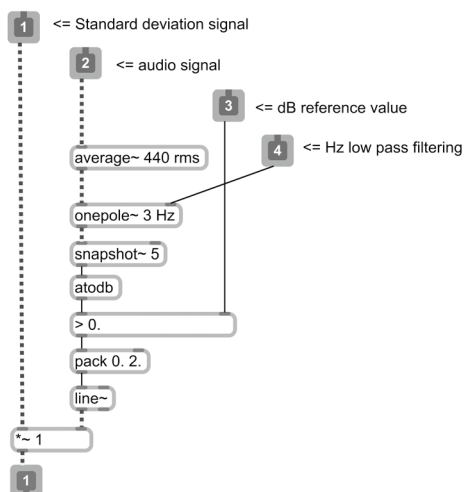 1 <= Standard deviation signal
2 <= audio signal
3 <= dB reference value
4 <= Hz low pass filtering
average~ 440 rms
onepole~ 3 Hz
snapshot~ 5
atodb
> 0.
pack 0. 2.
line~
*~ 1
1